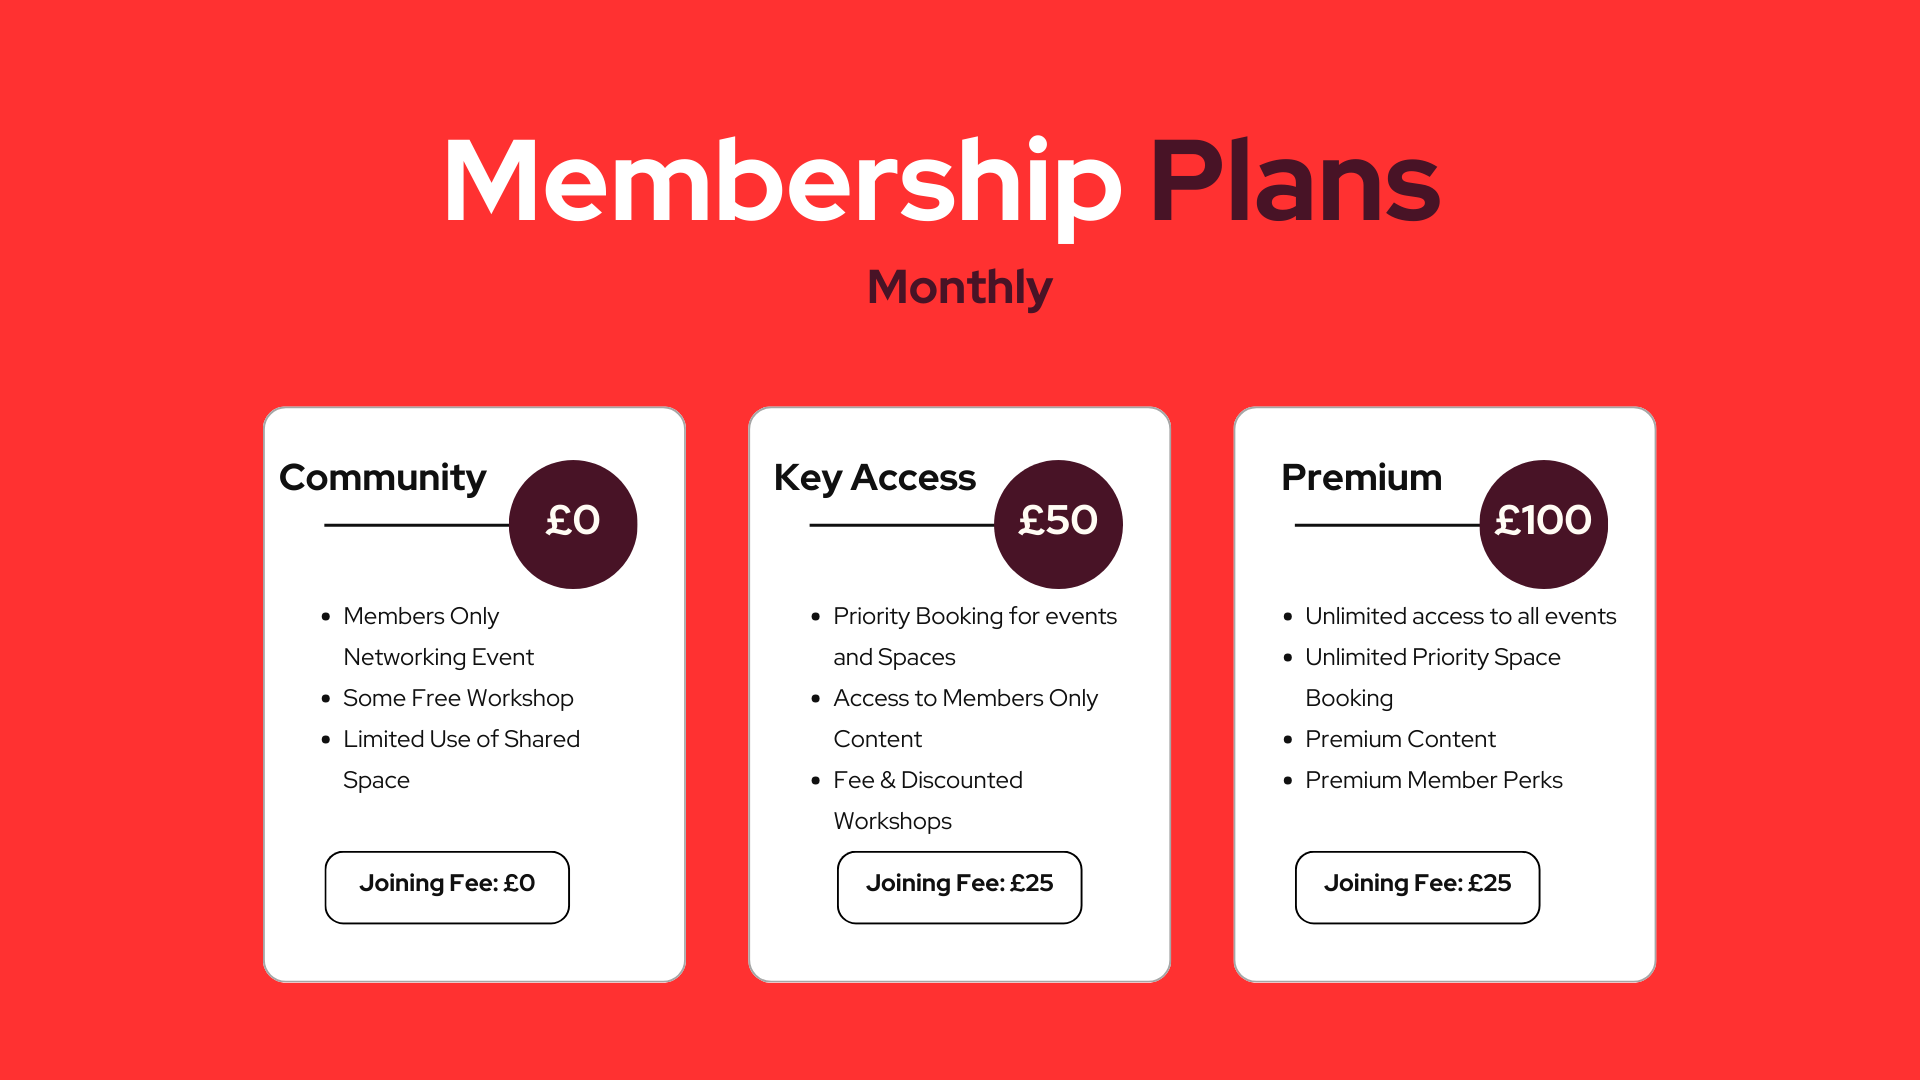 Membership Plans
Monthly
Community
£0
• Members Only
Networking Event
• Some Free Workshop
• Limited Use of Shared
Space
Joining Fee: £0
Key Access
£50
• Priority Booking for events
and Spaces
• Access to Members Only
Content
• Fee & Discounted
Workshops
Joining Fee: £25
Premium
£100
• Unlimited access to all events
• Unlimited Priority Space
Booking
• Premium Content
• Premium Member Perks
Joining Fee: £25